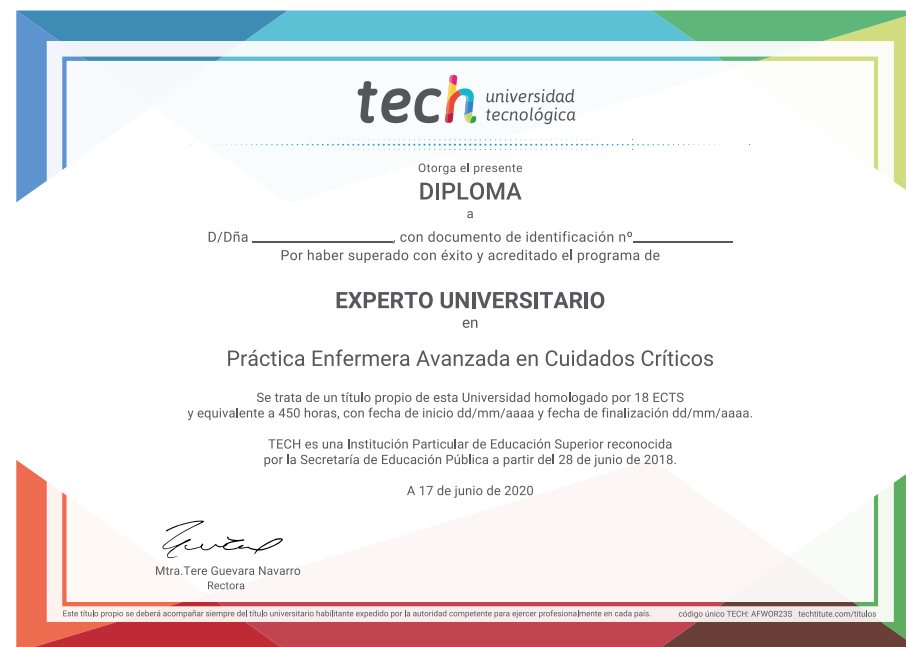 tech universidad
tecnológica
Otorga el presente
DIPLOMA
a
D/Dña ____________________, con documento de identificación nº______________
Por haber superado con éxito y acreditado el programa de
EXPERTO UNIVERSITARIO
en
Práctica Enfermera Avanzada en Cuidados Críticos
Se trata de un título propio de esta Universidad homologado por 18 ECTS
y equivalente a 450 horas, con fecha de inicio dd/mm/aaaa y fecha de finalización dd/mm/aaaa.
TECH es una Institución Particular de Educación Superior reconocida
por la Secretaría de Educación Pública a partir del 28 de junio de 2018.
A 17 de junio de 2020
Mtra.Tere Guevara Navarro
Rectora
Este título propio se deberá acompañar siempre del título universitario habilitante expedido por la autoridad competente para ejercer profesionalmente en cada país. código único TECH: AFWOR23S techtitute.com/titulos